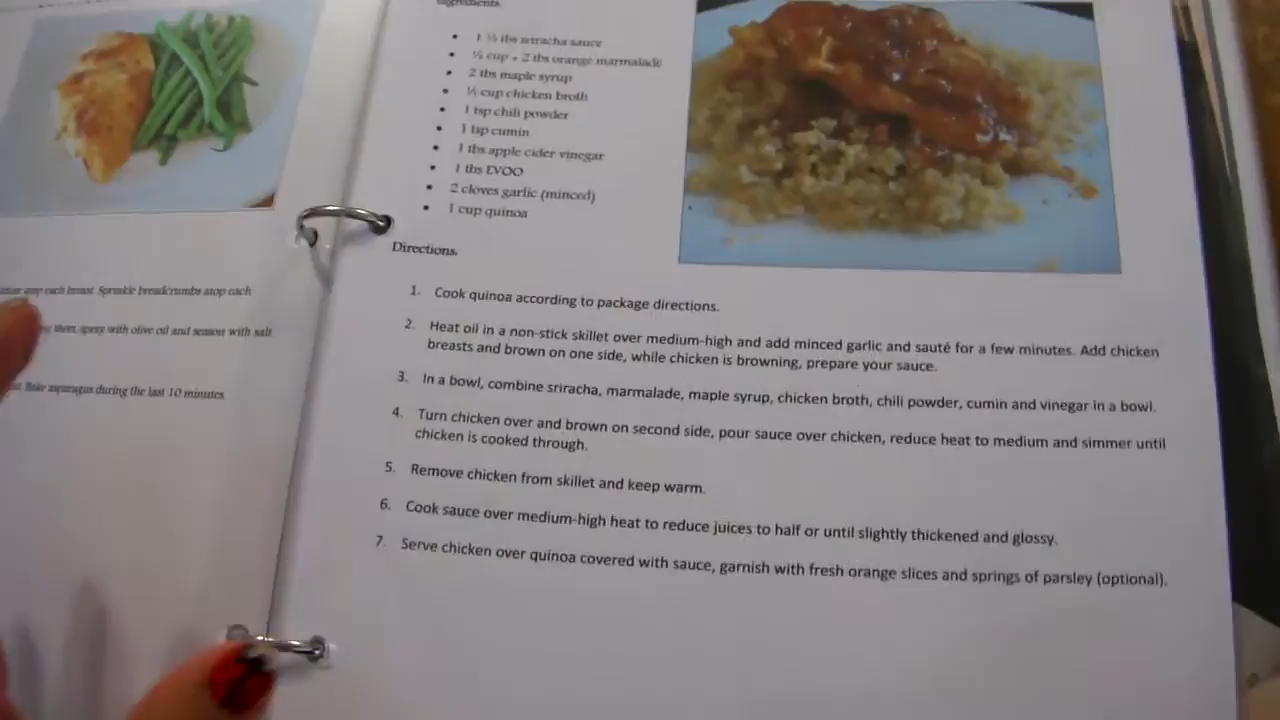 Ingredients.
1 ½ tbs sriracha sauce
cup + 2 tbs orange marmalade
2 tbs maple syrup
cup chicken broth
1 tsp chili powder
1 tsp cumin
1 tbs apple cider vinegar
1 tbs EVOO
2 cloves garlic (minced)
1 cup quinoa
Directions.
1. Cook quinoa according to package directions.
2. Heat oil in a non-stick skillet over medium-high and add minced garlic and sauté for a few minutes. Add chicken
breasts and brown on one side, while chicken is browning, prepare your sauce.
3. In a bowl, combine sriracha, marmalade, maple syrup, chicken broth, chili powder, cumin and vinegar in a bowl.
4. Turn chicken over and brown on second side, pour sauce over chicken, reduce heat to medium and simmer until
chicken is cooked through.
5. Remove chicken from skillet and keep warm.
6. Cook sauce over medium-high heat to reduce juices to half or until slightly thickened and glossy.
7. Serve chicken over quinoa covered with sauce, garnish with fresh orange slices and springs of parsley (optional).
atop each breast. Sprinkle breadcrumbs atop each
sheet, spray with olive oil and season with salt
Bake asparagus during the last 10 minutes